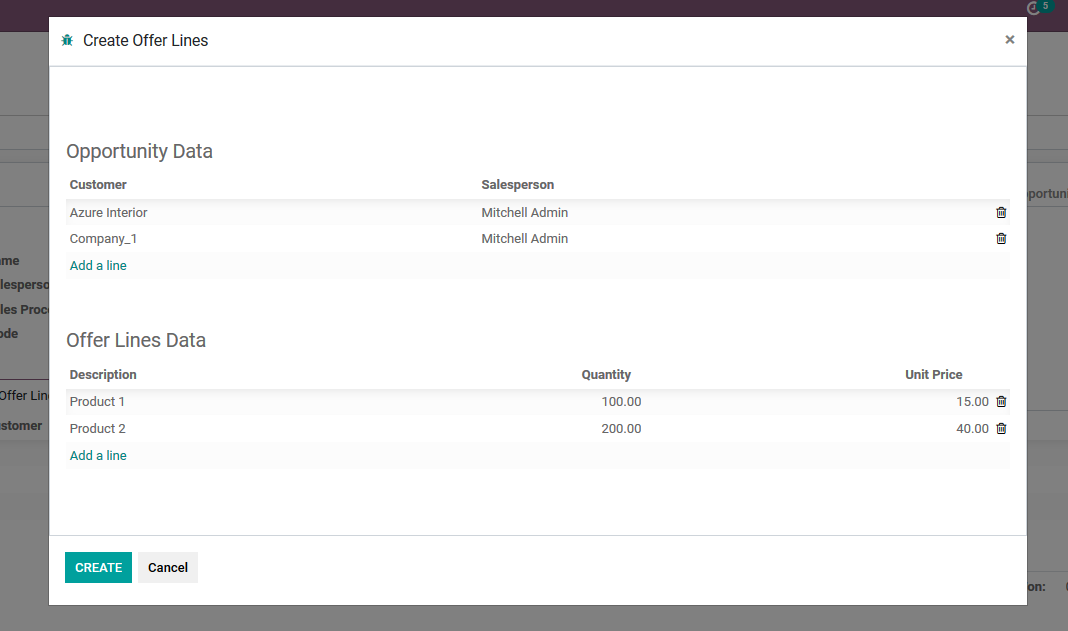 5
Create Offer Lines ×
Opportunity Data
Customer Salesperson
Azure Interior Mitchell Admin
Company_1 Mitchell Admin
Add a line
Offer Lines Data
Description Quantity Unit Price
Product 1 100.00 15.00
Product 2 200.00 40.00
Add a line
CREATE Cancel
portun
me
lesperso
les Proc
ode
Offer Lin
stomer
on: